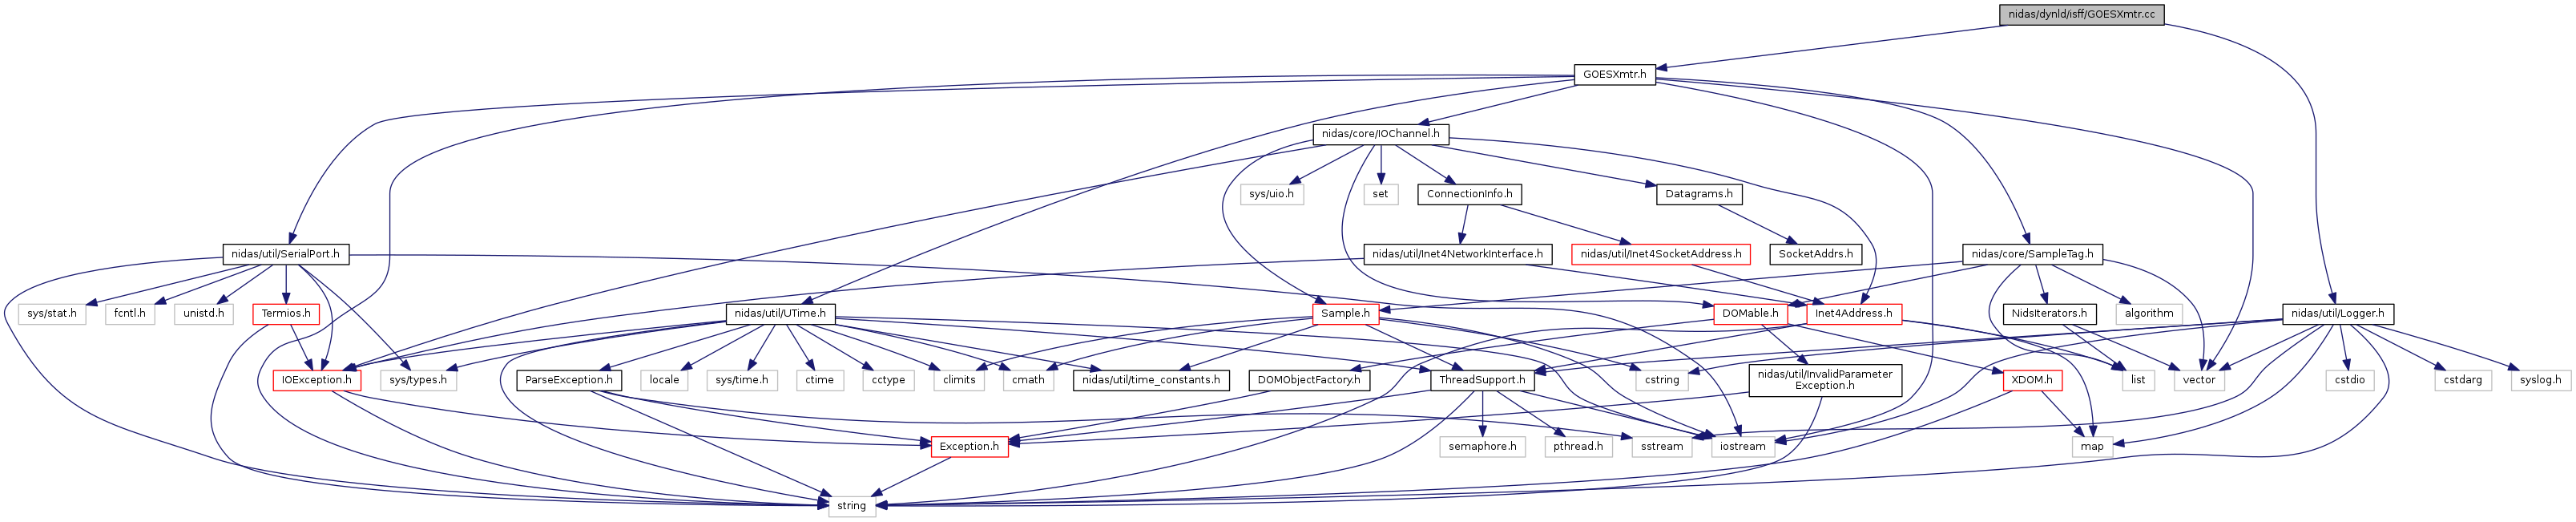 nidas/dynld/isff/GOESXmtr.cc
GOESXmtr.h
nidas/core/IOChannel.h
sys/uio.h
set
ConnectionInfo.h
Datagrams.h
nidas/util/SerialPort.h
nidas/util/Inet4NetworkInterface.h
nidas/util/Inet4SocketAddress.h
SocketAddrs.h
nidas/core/SampleTag.h
sys/stat.h
fcntl.h
unistd.h
Termios.h
nidas/util/UTime.h
Sample.h
DOMable.h
Inet4Address.h
NidsIterators.h
algorithm
nidas/util/Logger.h
IOException.h
sys/types.h
ParseException.h
locale
sys/time.h
ctime
cctype
climits
cmath
nidas/util/time_constants.h
DOMObjectFactory.h
ThreadSupport.h
cstring
nidas/util/InvalidParameter
Exception.h
XDOM.h
list
vector
cstdio
cstdarg
syslog.h
Exception.h
semaphore.h
pthread.h
sstream
iostream
map
string